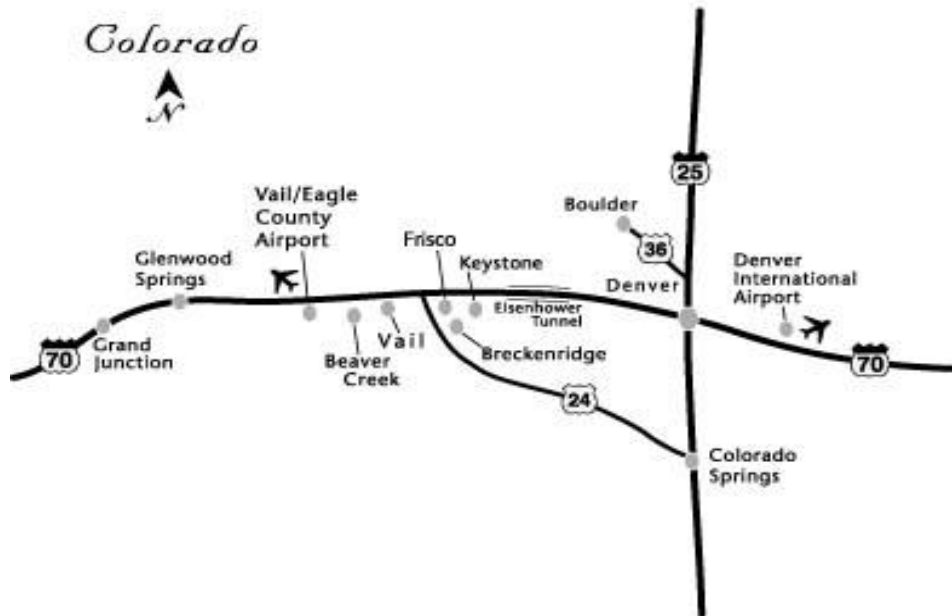 Colorado
N
25
Vail/Eagle
County
Airport
Boulder
36
Frisco
Keystone
Denver
International
Airport
Glenwood
Springs
Denver
Eisenhower
Tunnel
70
Grand
Junction
Beaver
Creek
Vail
Breckenridge
70
24
Colorado
Springs